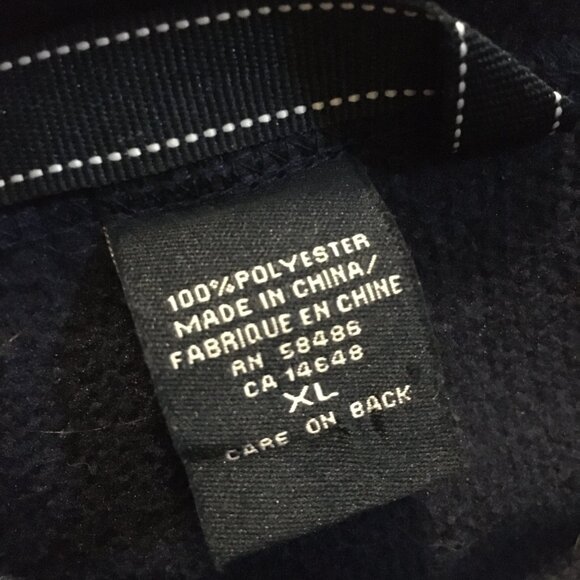 100%POLYESTER
MADE IN CHINA/
FABRIQUE EN CHINE
RN 58486
CA 14648
XL
CARE ON BACK